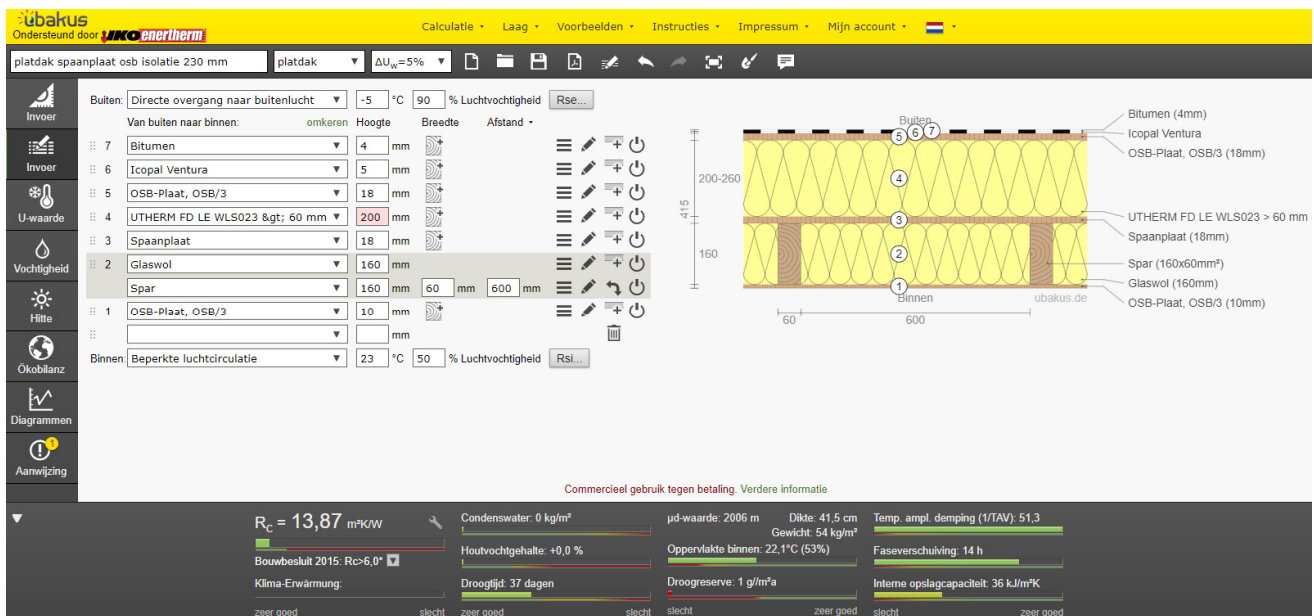 ubakus
Ondersteund door IKO enertherm
Calculatie Laag Voorbeelden Instructies Impressum Mijn account
platdak spaanplaat osb isolatie 230 mm platdak ΔUw=5%
Invoer
Invoer
U-waarde
Vochtigheid
Hitte
Ökobilanz
Diagrammen
1
Aanwijzing
Buiten: Directe overgang naar buitenlucht -5 °C 90 % Luchtvochtigheid Rse...
Van buiten naar binnen: omkeren Hoogte Breedte Afstand
7 Bitumen 4 mm
6 Icopal Ventura 5 mm
5 OSB-Plaat, OSB/3 18 mm
4 UTHERM FD LE WLS023 &gt; 60 mm 200 mm
3 Spaanplaat 18 mm
2 Glaswol 160 mm
Spar 160 mm 60 mm 600 mm
1 OSB-Plaat, OSB/3 10 mm
mm
Binnen: Beperkte luchtcirculatie 23 °C 50 % Luchtvochtigheid Rsi...
Buiten
5 6 7
4
3
2
1
Binnen
ubakus.de
200-260
415
160
60 600
Bitumen (4mm)
Icopal Ventura
OSB-Plaat, OSB/3 (18mm)
UTHERM FD LE WLS023 > 60 mm
Spaanplaat (18mm)
Spar (160x60mm²)
Glaswol (160mm)
OSB-Plaat, OSB/3 (10mm)
Commercieel gebruik tegen betaling. Verdere informatie
RC = 13,87 m²K/W
Bouwbesluit 2015: Rc>6,0*
Klima-Erwärmung:
zeer goed slecht
Condenswater: 0 kg/m²
Houtvochtgehalte: +0,0 %
Droogtijd: 37 dagen
zeer goed slecht
μd-waarde: 2006 m Dikte: 41,5 cm
Gewicht: 54 kg/m²
Oppervlakte binnen: 22,1°C (53%)
Droogreserve: 1 g//m²a
slecht zeer goed
Temp. ampl. demping (1/TAV): 51,3
Faseverschuiving: 14 h
Interne opslagcapaciteit: 36 kJ/m²K
slecht zeer goed